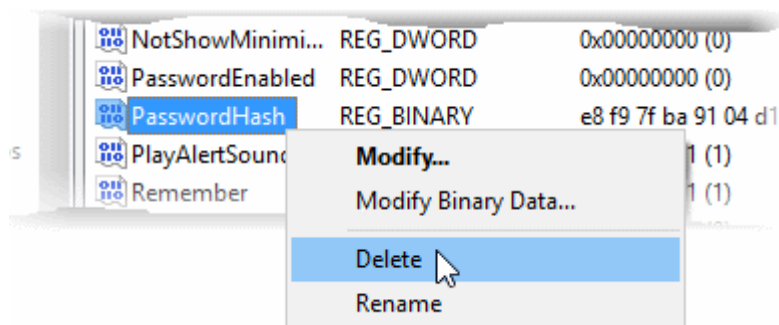 NotShowMinimi... REG_DWORD 0x00000000 (0)
PasswordEnabled REG_DWORD 0x00000000 (0)
PasswordHash REG_BINARY e8 f9 7f ba 91 04 d1
PlayAlertSound 1 (1)
Remember 1 (1)
Modify...
Modify Binary Data...
Delete
Rename